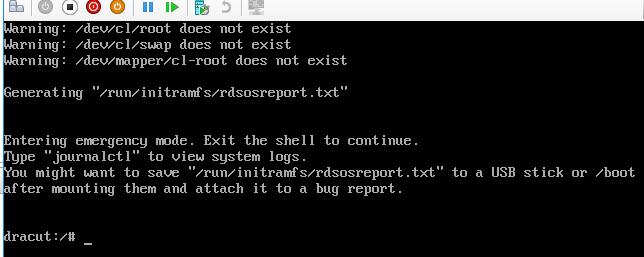 Warning: /dev/cl/root does not exist
Warning: /dev/cl/swap does not exist
Warning: /dev/mapper/cl-root does not exist
Generating "/run/initramfs/rdsosreport.txt"
Entering emergency mode. Exit the shell to continue.
Type "journalctl" to view system logs.
You might want to save "/run/initramfs/rdsosreport.txt" to a USB stick or /boot
after mounting them and attach it to a bug report.
dracut:/# _